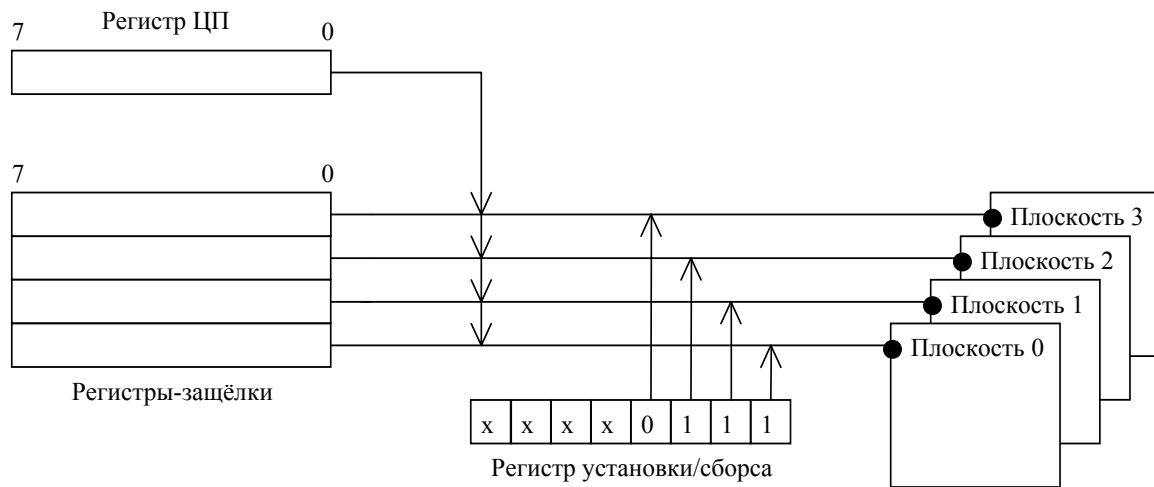 Регистр ЦП
7 0
7 0
Плоскость 3
Плоскость 2
Плоскость 1
Плоскость 0
Регистры-защёлки
x x x x 0 1 1 1
Регистр установки/сборса